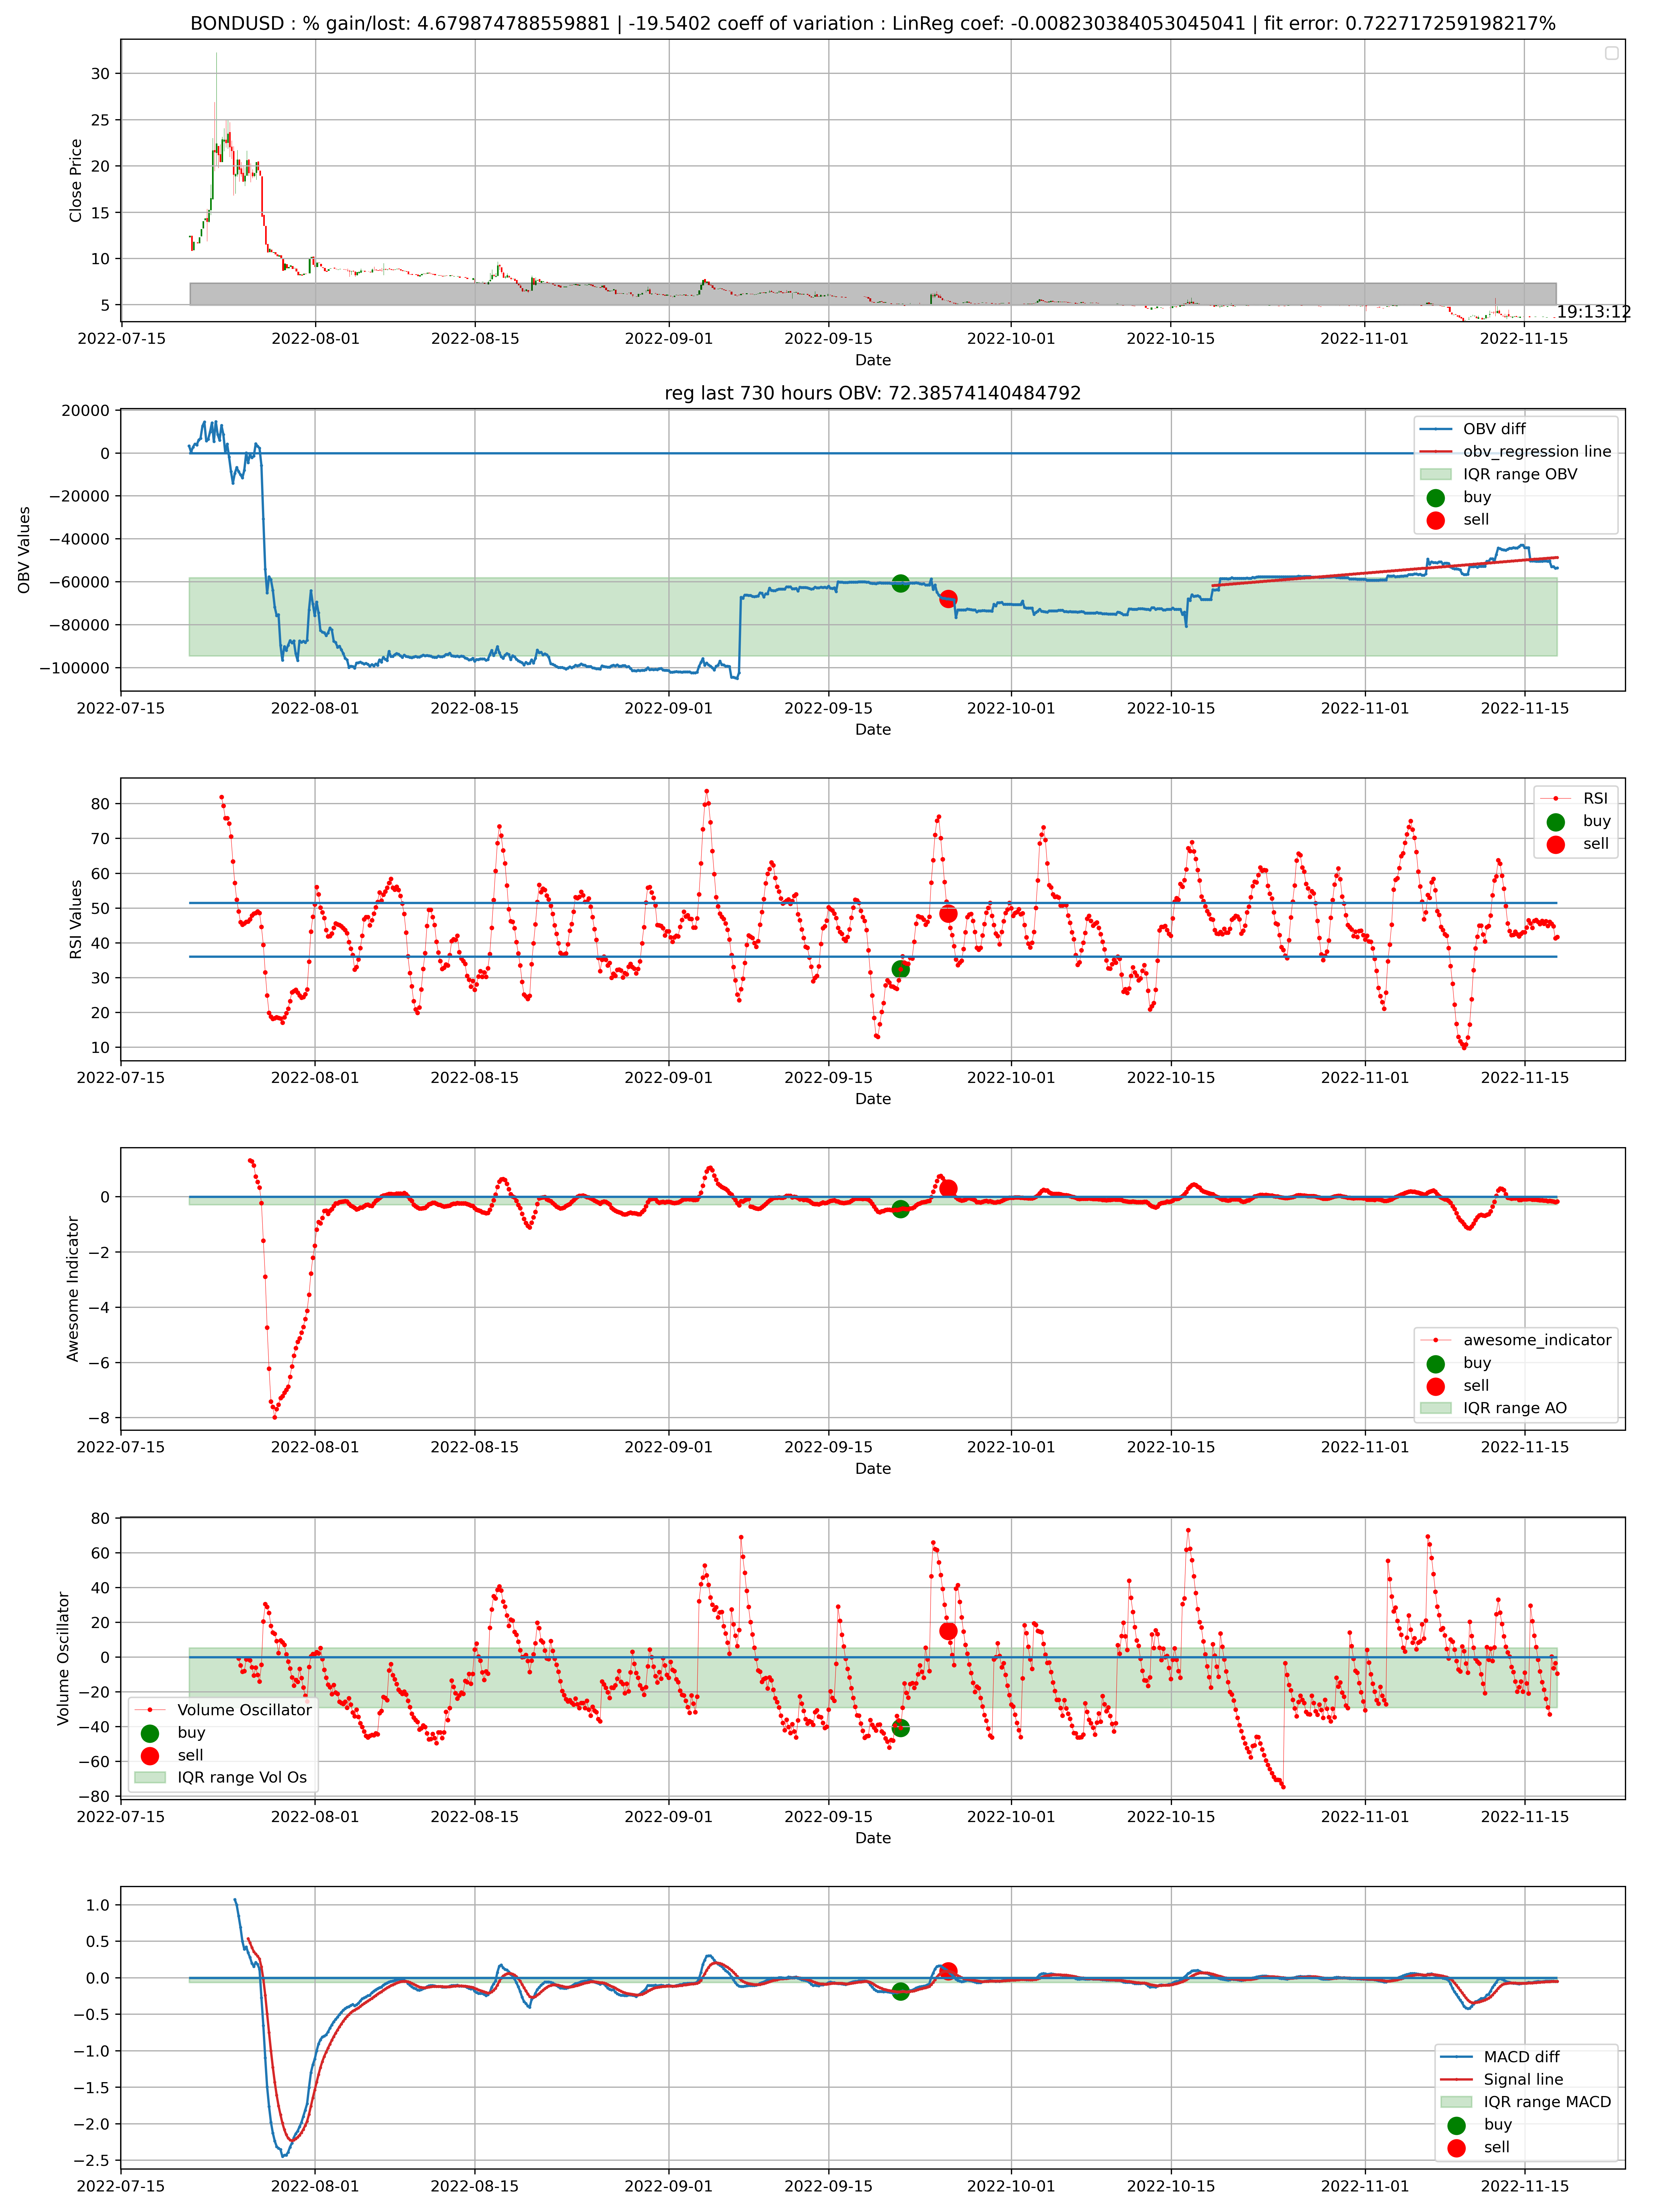 BONDUSD : % gain/lost: 4.679874788559881 | -19.5402 coeff of variation : LinReg coef: -0.008230384053045041 | fit error: 0.722717259198217%
30
25
20
15
10
5
Close Price
19:13:12
2022-07-15 2022-08-01 2022-08-15 2022-09-01 2022-09-15 2022-10-01 2022-10-15 2022-11-01 2022-11-15
Date
reg last 730 hours OBV: 72.38574140484792
20000
0
−20000
−40000
−60000
−80000
−100000
OBV Values
OBV diff
obv_regression line
IQR range OBV
buy
sell
2022-07-15 2022-08-01 2022-08-15 2022-09-01 2022-09-15 2022-10-01 2022-10-15 2022-11-01 2022-11-15
Date
80
70
60
50
40
30
20
10
RSI Values
RSI
buy
sell
2022-07-15 2022-08-01 2022-08-15 2022-09-01 2022-09-15 2022-10-01 2022-10-15 2022-11-01 2022-11-15
Date
0
−2
−4
−6
−8
Awesome Indicator
awesome_indicator
buy
sell
IQR range AO
2022-07-15 2022-08-01 2022-08-15 2022-09-01 2022-09-15 2022-10-01 2022-10-15 2022-11-01 2022-11-15
Date
80
60
40
20
0
−20
−40
−60
−80
Volume Oscillator
Volume Oscillator
buy
sell
IQR range Vol Os
2022-07-15 2022-08-01 2022-08-15 2022-09-01 2022-09-15 2022-10-01 2022-10-15 2022-11-01 2022-11-15
Date
1.0
0.5
0.0
−0.5
−1.0
−1.5
−2.0
−2.5
MACD diff
Signal line
IQR range MACD
buy
sell
2022-07-15 2022-08-01 2022-08-15 2022-09-01 2022-09-15 2022-10-01 2022-10-15 2022-11-01 2022-11-15